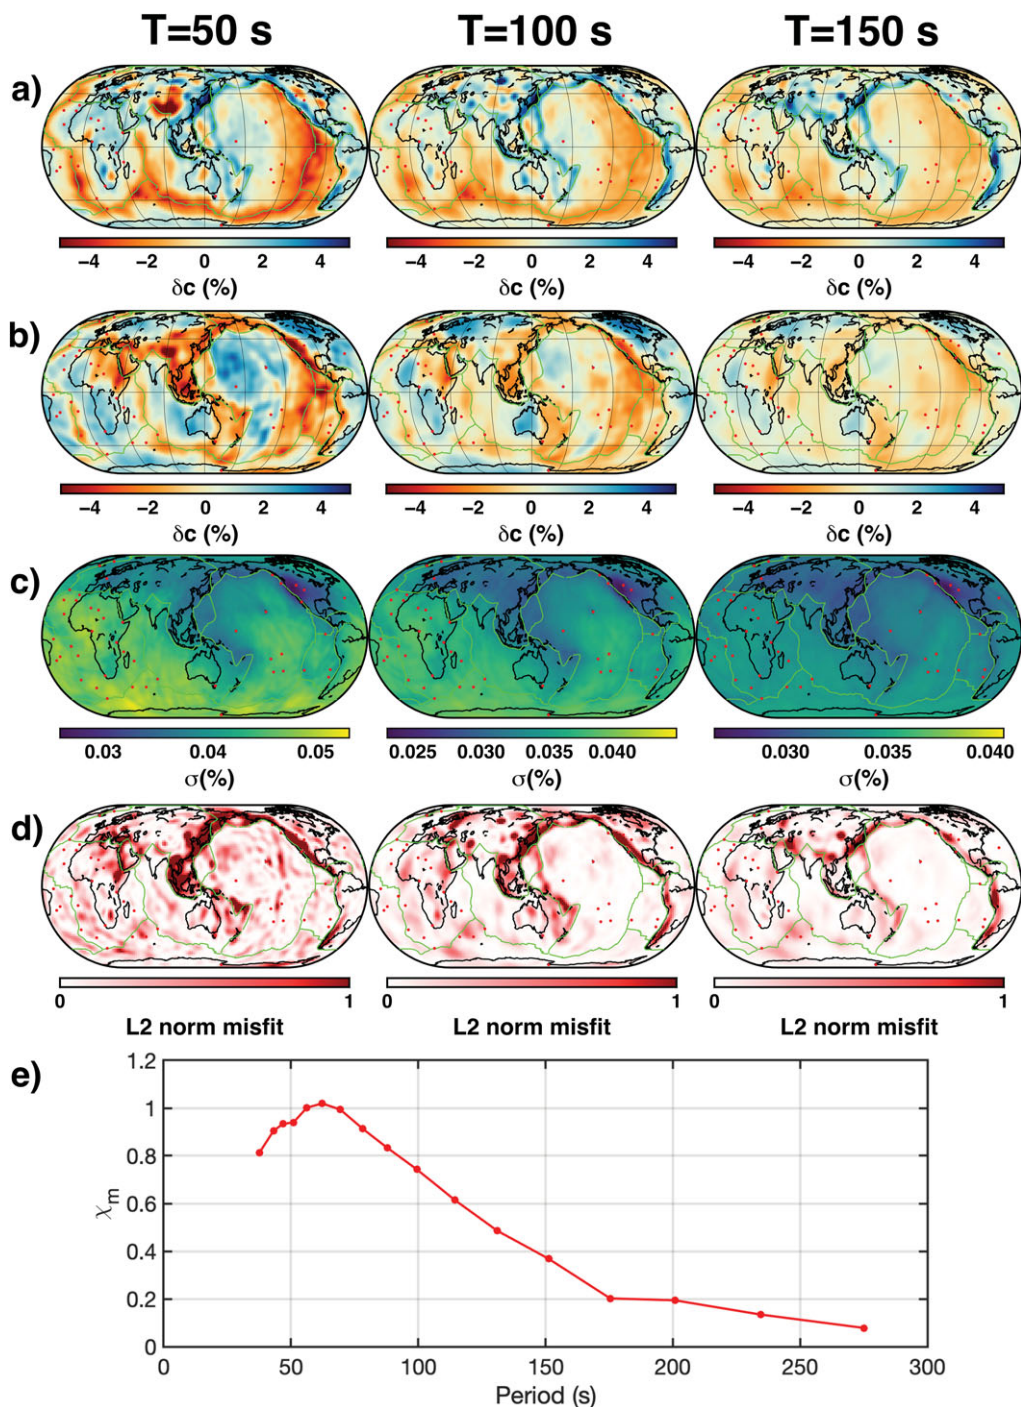 T=50 s T=100 s T=150 s
a)
−4 −2 0 2 4 −4 −2 0 2 4 −4 −2 0 2 4
δc (%) δc (%) δc (%)
b)
−4 −2 0 2 4 −4 −2 0 2 4 −4 −2 0 2 4
δc (%) δc (%) δc (%)
c)
0.03 0.04 0.05 0.025 0.030 0.035 0.040 0.030 0.035 0.040
σ(%) σ(%) σ(%)
d)
0 1 0 1 0 1
L2 norm misfit L2 norm misfit L2 norm misfit
e)
1.2
1
0.8
0.6
0.4
0.2
0
χm
0 50 100 150 200 250 300
Period (s)